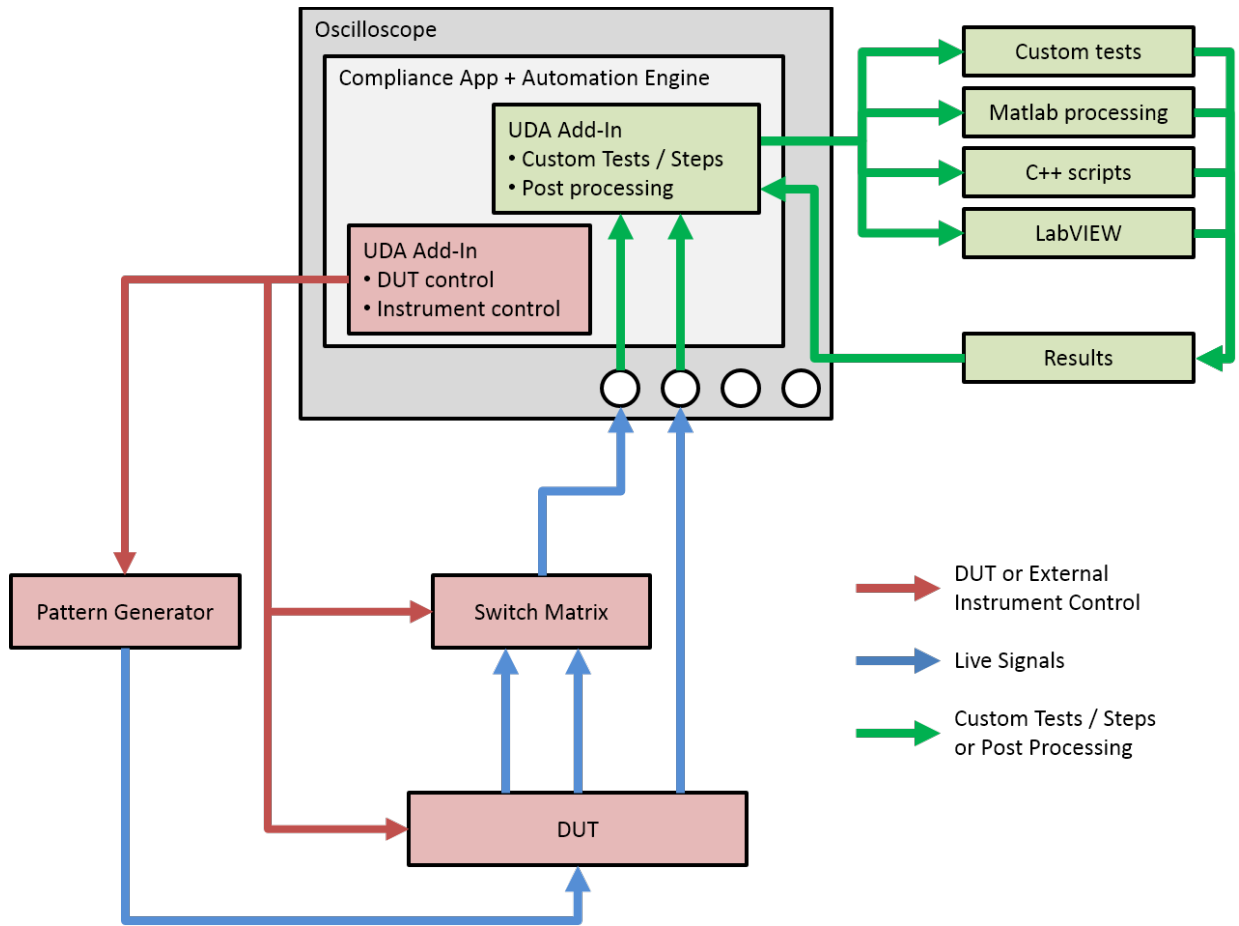 Oscilloscope
Compliance App + Automation Engine
UDA Add-In
• Custom Tests / Steps
• Post processing
UDA Add-In
• DUT control
• Instrument control
Custom tests
Matlab processing
C++ scripts
LabVIEW
Results
Pattern Generator
Switch Matrix
DUT
DUT or External
Instrument Control
Live Signals
Custom Tests / Steps
or Post Processing